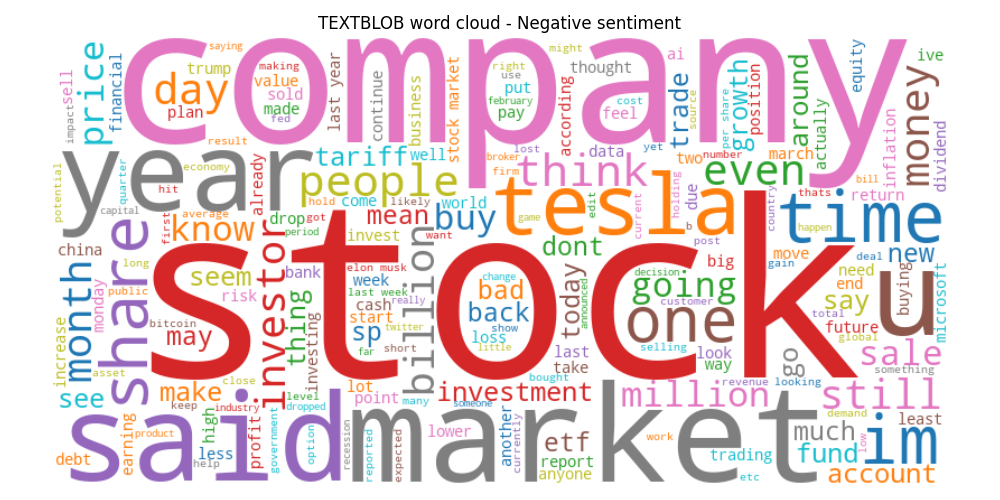 TEXTBLOB word cloud - Negative sentiment
company
stock
market
said
year
share
tesla
time
price
financial
sell
impact
day
plan
trump
saying
value
sold
making
made
fed
result
last year
continue
business
stock market
might
right
use
february
put
pay
thought
according
feel
cost
ai
trade
source
yet
per share
growth
position
around
actually
equity
ive
money
inflation
dividend
tariff
well
people
economy
potential
quarter
hit
capital
average
first
already
know
hold
come
likely
world
broker
firm
lost
data
think
two
number
march
even
due
bill
return
thats
happen
holding
country
current
edit
game
mean
buy
want
dont
b
post
drop
got
period
china
month
monday
public
long
increase
asset
see
seem
risk
bitcoin
may
investor
thing
bank
invest
elon musk
week
last week
cash
really
start
twitter
sp
far
short
investing
billion
change
bad
back
show
loss
little
today
announced
going
decision
customer
one
selling
last
take
look
way
big
move
gain
deal
new
need
end
say
total
future
global
buying
u
microsoft
go
sale
something
make
close
keep
industry
level
dropped
lot
point
many
bought
investment
someone
million
revenue
looking
still
demand
least
low
im
much
fund
account
trading
etc
work
etf
report
anyone
another
currently
less
lower
expected
reported
recession
option
government
profit
high
help
product
earning
debt